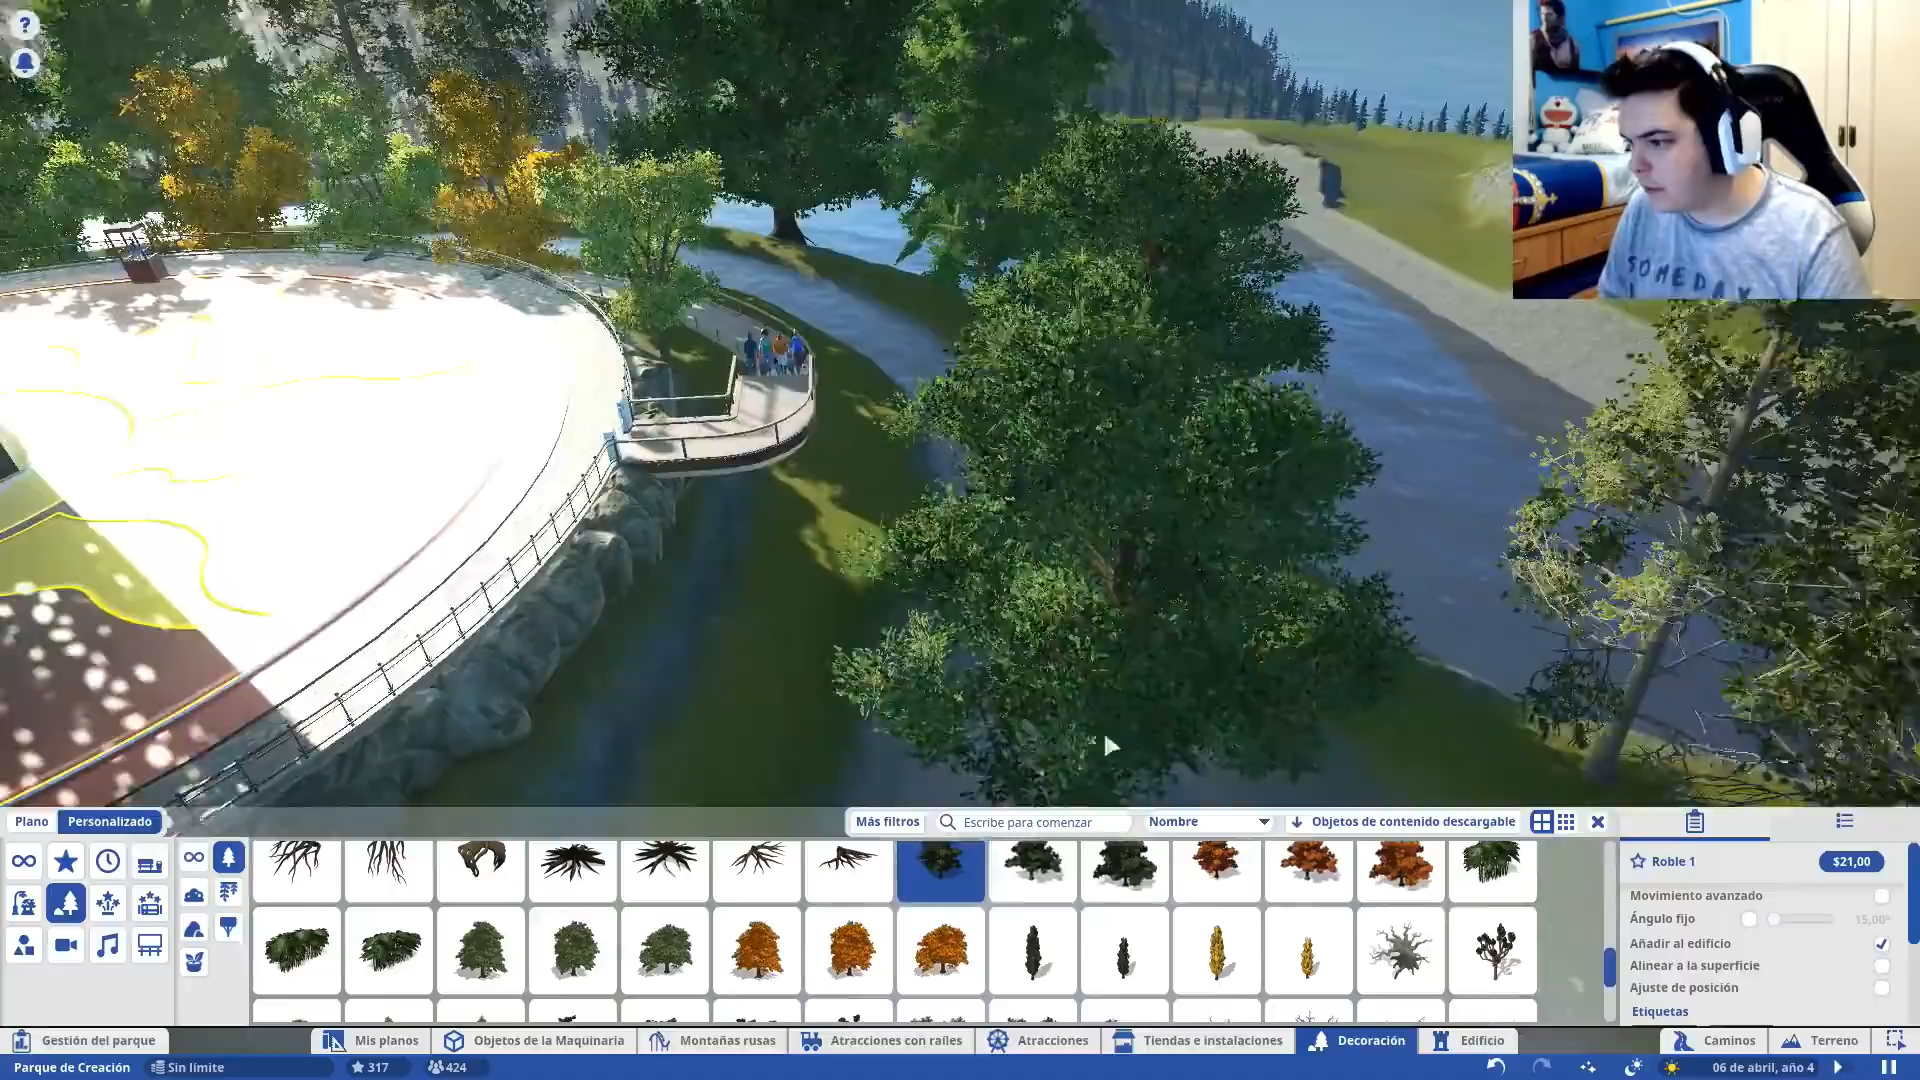 ?
SOMEDAY
Plano Personalizado
Más filtros Escribe para comenzar Nombre Objetos de contenido descargable
Roble 1 $21,00
Movimiento avanzado
Ángulo fijo 15,00°
Añadir al edificio
Alinear a la superficie
Ajuste de posición
Etiquetas
Gestión del parque Mis planos Objetos de la Maquinaria Montañas rusas Atracciones con raíles Atracciones Tiendas e instalaciones Decoración Edificio Caminos Terreno
Parque de Creación Sin límite 317 424 06 de abril, año 4